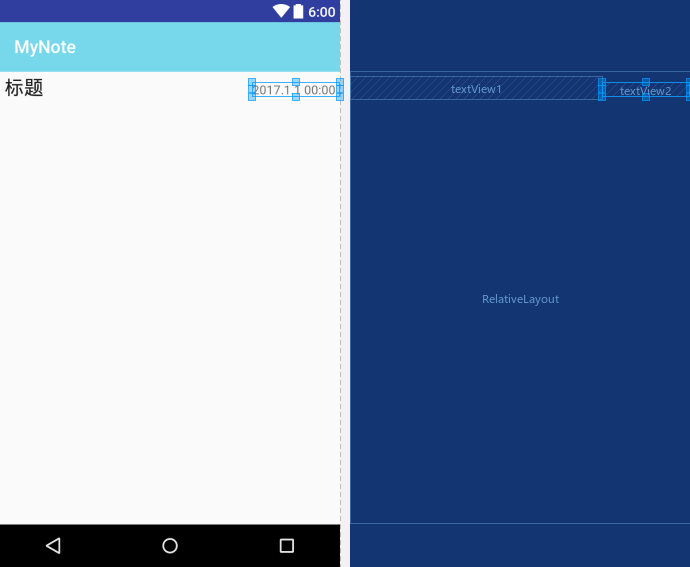 6:00
MyNote
标题
2017.1.1 00:00
textView1
textView2
RelativeLayout